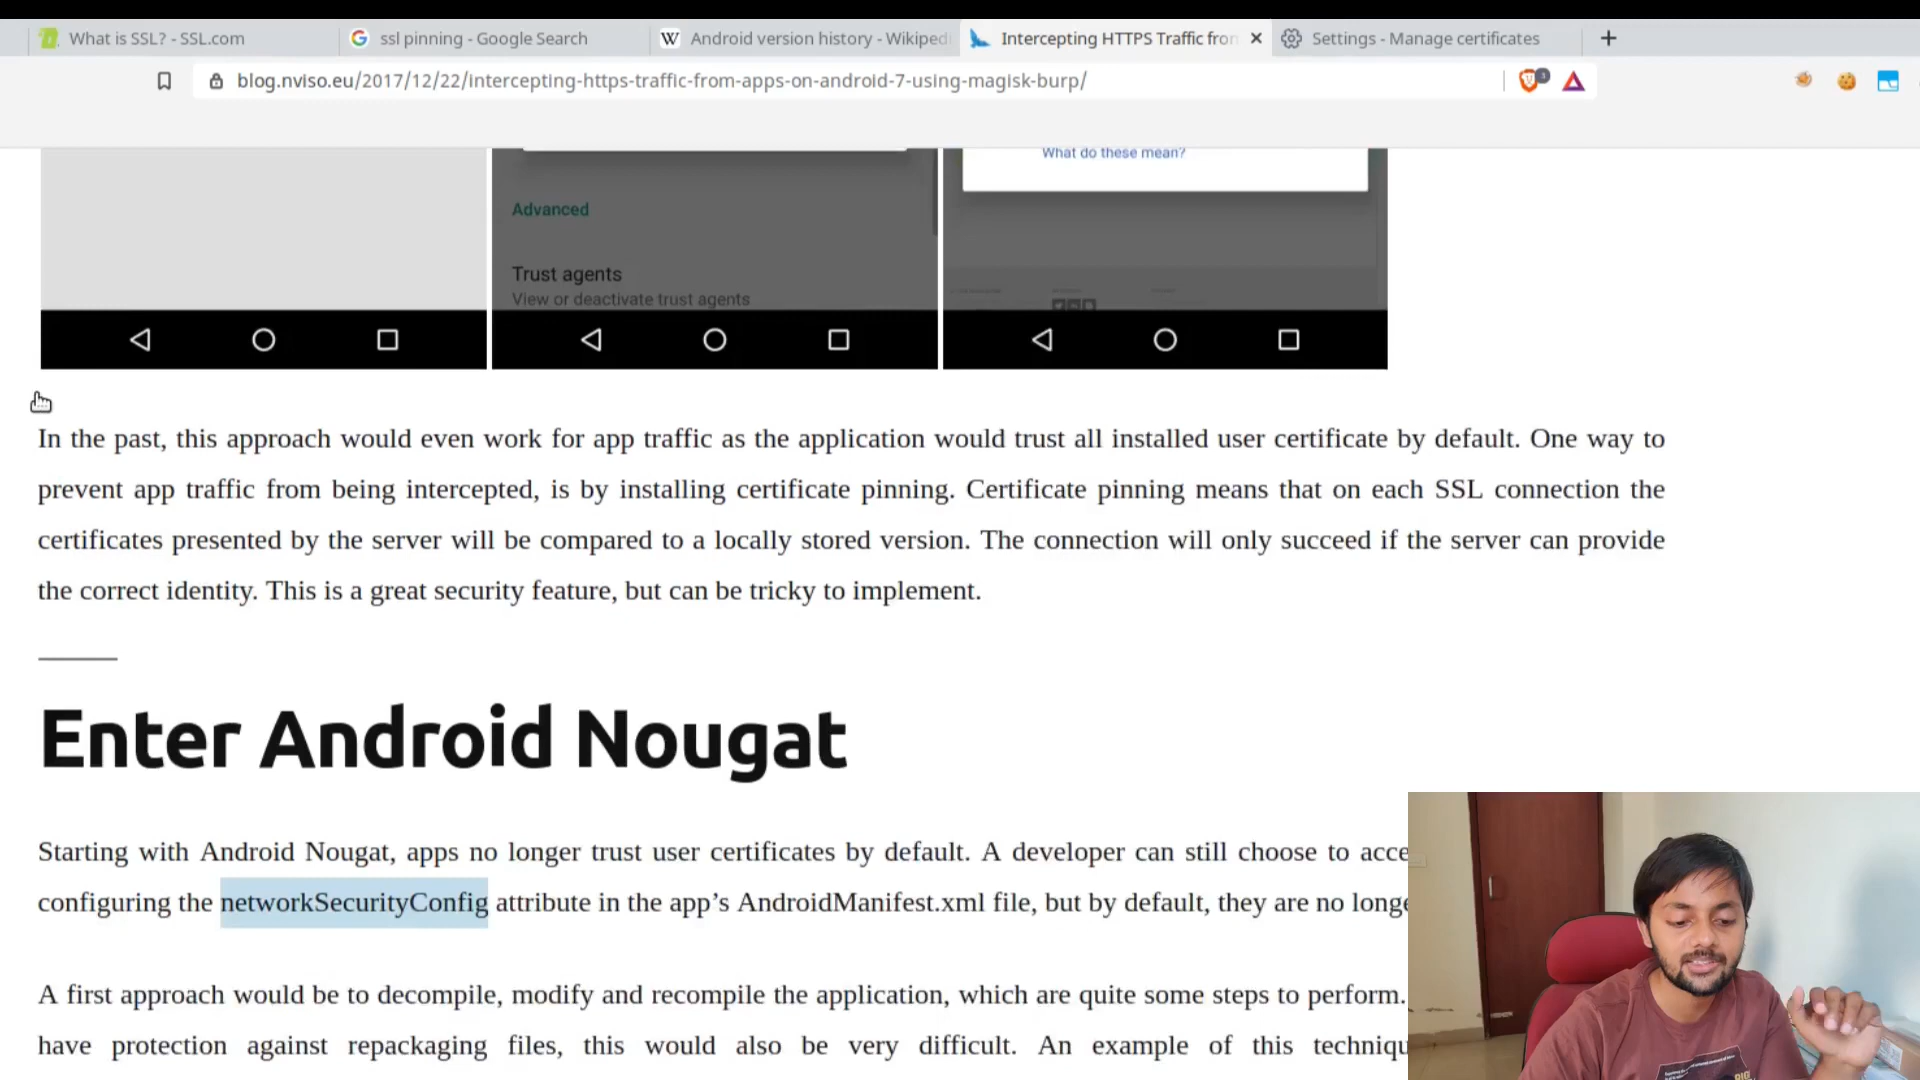 What is SSL? - SSL.com
ssl pinning - Google Search
Android version history - Wikiped
Intercepting HTTPS Traffic fron
Settings - Manage certificates
blog.nviso.eu/2017/12/22/intercepting-https-traffic-from-apps-on-android-7-using-magisk-burp/
What do these mean?
Advanced
Trust agents
View or deactivate trust agents
In the past, this approach would even work for app traffic as the application would trust all installed user certificate by default. One way to
prevent app traffic from being intercepted, is by installing certificate pinning. Certificate pinning means that on each SSL connection the
certificates presented by the server will be compared to a locally stored version. The connection will only succeed if the server can provide
the correct identity. This is a great security feature, but can be tricky to implement.
Enter Android Nougat
Starting with Android Nougat, apps no longer trust user certificates by default. A developer can still choose to acce
configuring the networkSecurityConfig attribute in the app's AndroidManifest.xml file, but by default, they are no longe
A first approach would be to decompile, modify and recompile the application, which are quite some steps to perform.
have protection against repackaging files, this would also be very difficult. An example of this techniqu